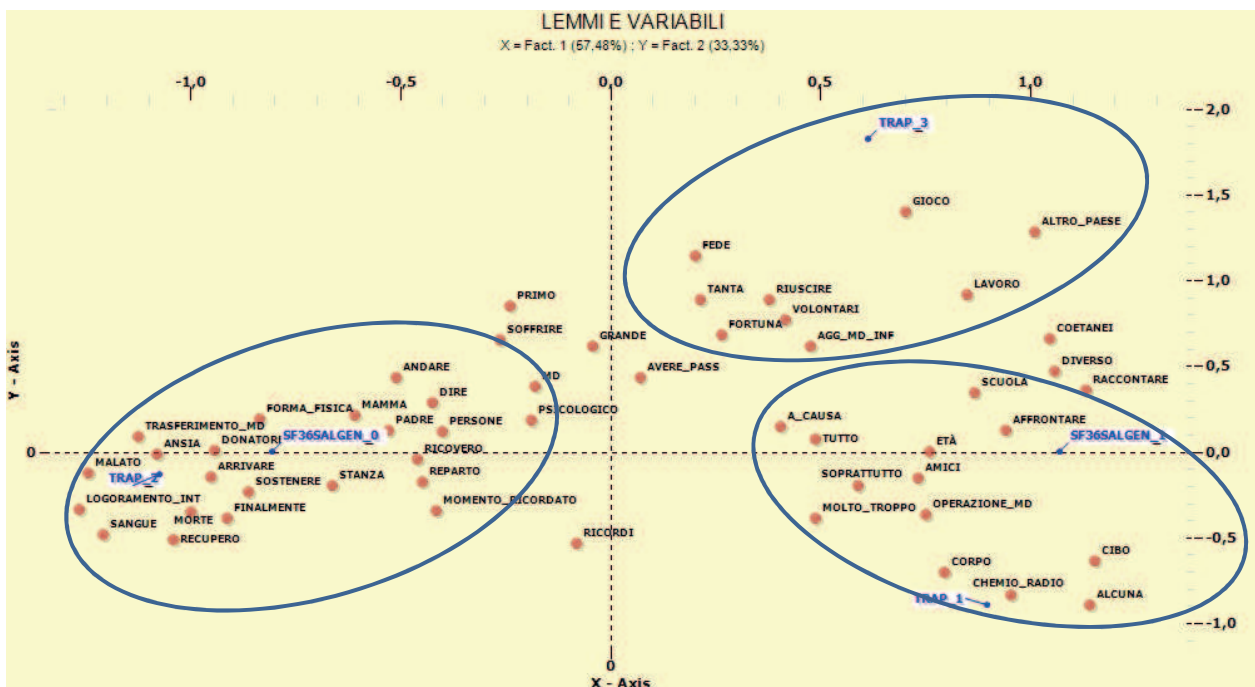 LEMMI E VARIABILI
X = Fact. 1 (57,48%) ; Y = Fact. 2 (33,33%)
-1,0 -0,5 0,0 0,5 1,0
2,0
TRAP_3
1,5
GIOCO
ALTRO_PAESE
FEDE
1,0
LAVORO
TANTA RIUSCIRE
PRIMO
VOLONTARI
FORTUNA
AGG_MD_INF
COETANEI
SOFFRIRE
GRANDE
0,5
DIVERSO
ANDARE
MD
AVERE_PASS
SCUOLA
RACCONTARE
DIRE
Y - Axis
FORMA_FISICA MAMMA
PSICOLOGICO
A_CAUSA
AFFRONTARE
TRASFERIMENTO_MD
PADRE PERSONE
ANSIA DONATORI SF36SALGEN_0
TUTTO
ETÀ
0
0,0
RICOVERO
MALATO
ARRIVARE
REPARTO
SOPRATTUTTO AMICI
SOSTENERE STANZA
LOGORAMENTO_INT
MOMENTO_RICORDATO
MOLTO_TROPPO OPERAZIONE_MD
SANGUE MORTE FINALMENTE
RECUPERO
RICORDI
-0,5
CIBO
CORPO
CHEMIO_RADIO
TRAP_1
ALCUNA
-1,0
0
X - Axis